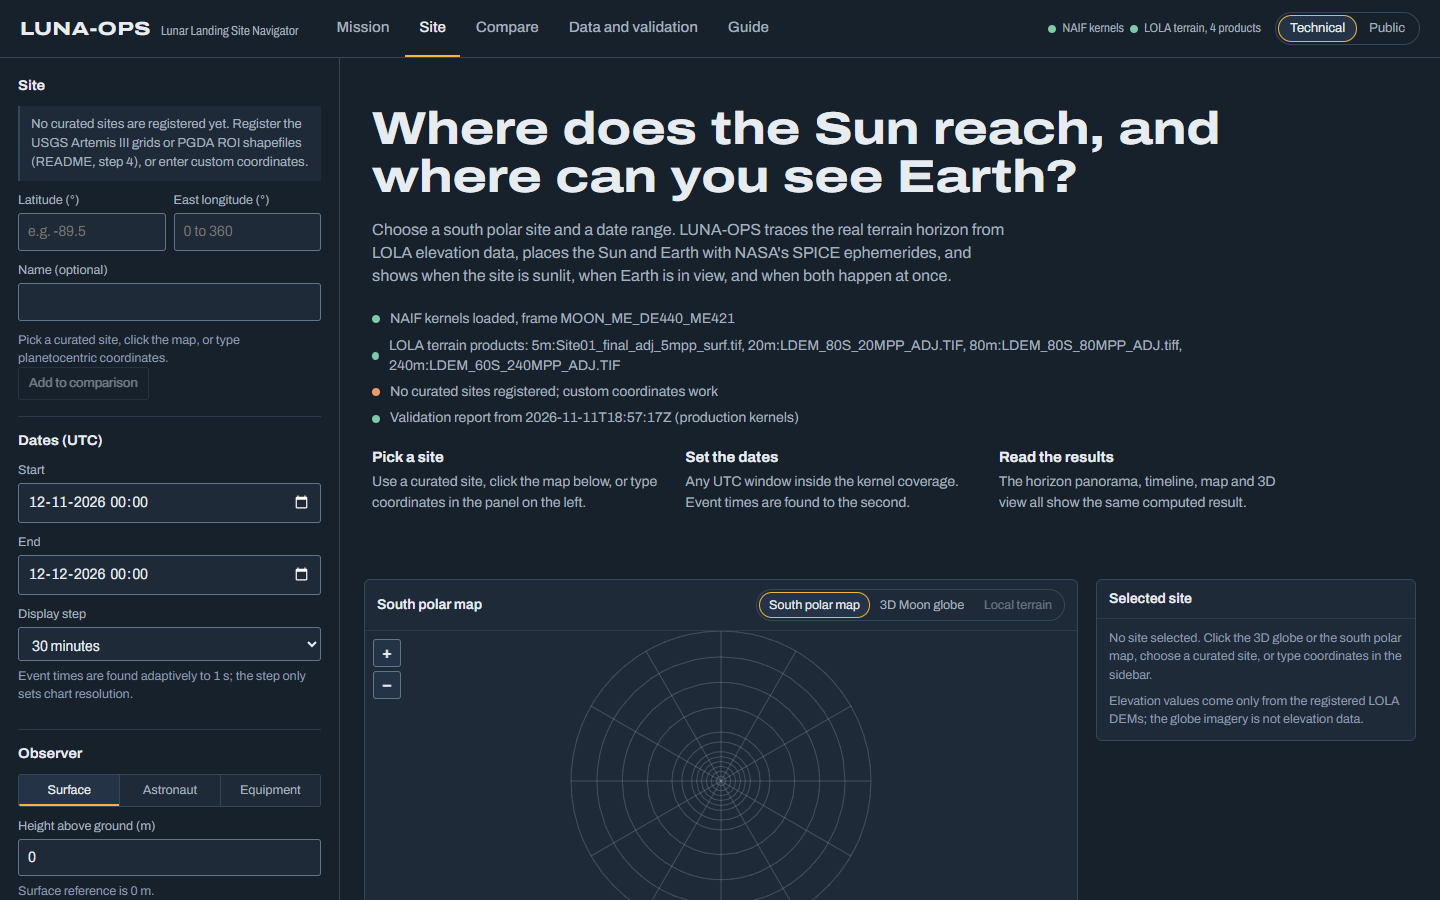 LUNA-OPS Lunar Landing Site Navigator Mission Site Compare Data and validation Guide NAIF kernels LOLA terrain, 4 products Technical Public
Site
No curated sites are registered yet. Register the
USGS Artemis III grids or PGDA ROI shapefiles
(README, step 4), or enter custom coordinates.
Latitude (°) East longitude (°)
e.g. -89.5 0 to 360
Name (optional)
Pick a curated site, click the map, or type
planetocentric coordinates.
Add to comparison
Dates (UTC)
Start
12-11-2026 00:00
End
12-12-2026 00:00
Display step
30 minutes
Event times are found adaptively to 1 s; the step only
sets chart resolution.
Observer
Surface Astronaut Equipment
Height above ground (m)
0
Surface reference is 0 m.
Where does the Sun reach, and
where can you see Earth?
Choose a south polar site and a date range. LUNA-OPS traces the real terrain horizon from
LOLA elevation data, places the Sun and Earth with NASA's SPICE ephemerides, and
shows when the site is sunlit, when Earth is in view, and when both happen at once.
NAIF kernels loaded, frame MOON_ME_DE440_ME421
LOLA terrain products: 5m:Site01_final_adj_5mpp_surf.tif, 20m:LDEM_80S_20MPP_ADJ.TIF, 80m:LDEM_80S_80MPP_ADJ.tiff,
240m:LDEM_60S_240MPP_ADJ.TIF
No curated sites registered; custom coordinates work
Validation report from 2026-11-11T18:57:17Z (production kernels)
Pick a site
Use a curated site, click the map below, or type
coordinates in the panel on the left.
Set the dates
Any UTC window inside the kernel coverage.
Event times are found to the second.
Read the results
The horizon panorama, timeline, map and 3D
view all show the same computed result.
South polar map South polar map 3D Moon globe Local terrain
+
−
Selected site
No site selected. Click the 3D globe or the south polar
map, choose a curated site, or type coordinates in the
sidebar.
Elevation values come only from the registered LOLA
DEMs; the globe imagery is not elevation data.